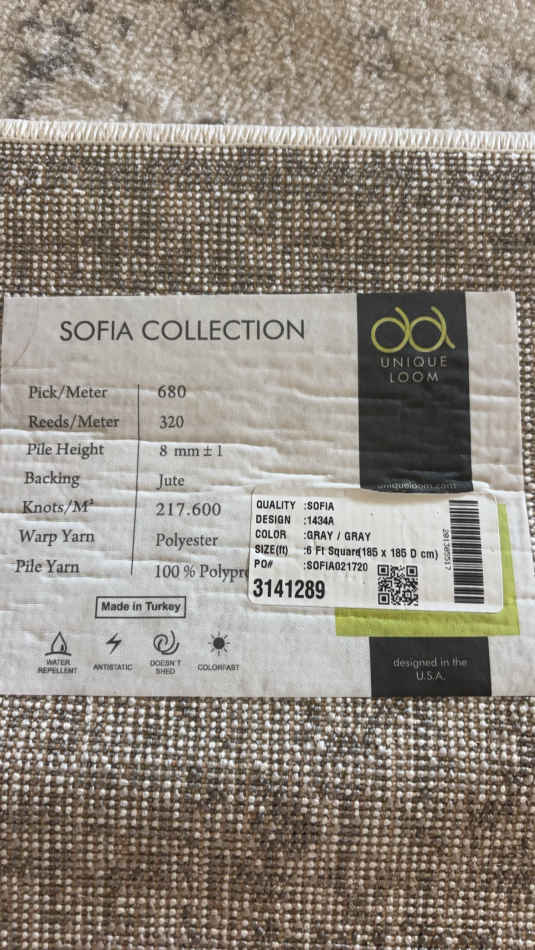 SOFIA COLLECTION
UNIQUE
LOOM
Pick/Meter 680
Reeds/Meter 320
Pile Height 8 mm ± 1
Backing Jute
Knots/M² 217.600
Warp Yarn Polyester
Pile Yarn 100 % Polypr
uniqueloom.com
QUALITY :SOFIA
DESIGN :1434A
COLOR :GRAY / GRAY
SIZE(ft) :6 Ft Square(185 x 185 D cm)
PO# :SOFIA021720
3141289
Made in Turkey
WATER
REPELLENT
ANTISTATIC
DOESN'T
SHED
COLORFAST
designed in the
U.S.A.